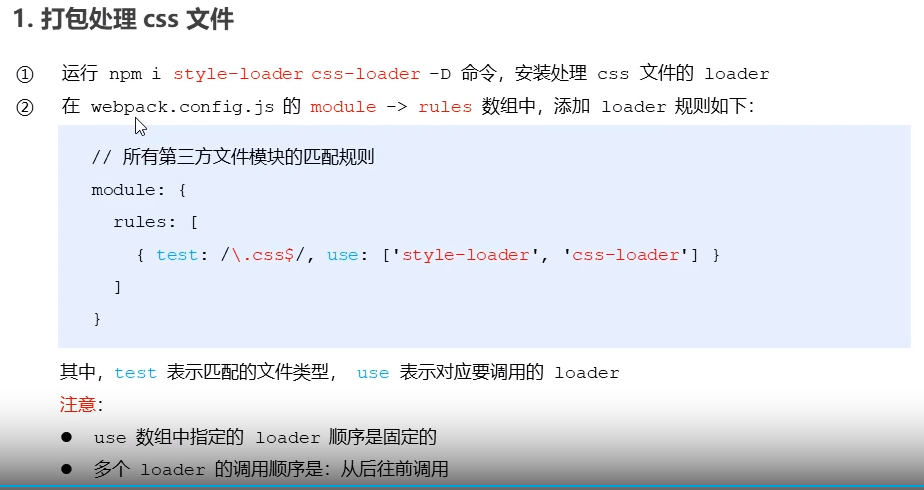 1. 打包处理 css 文件
① 运行 npm i style-loader css-loader -D 命令，安装处理 css 文件的 loader
② 在 webpack.config.js 的 module -> rules 数组中，添加 loader 规则如下：
// 所有第三方文件模块的匹配规则
module: {
rules: [
{ test: /\.css$/, use: ['style-loader', 'css-loader'] }
]
}
其中，test 表示匹配的文件类型， use 表示对应要调用的 loader
注意：
● use 数组中指定的 loader 顺序是固定的
● 多个 loader 的调用顺序是：从后往前调用